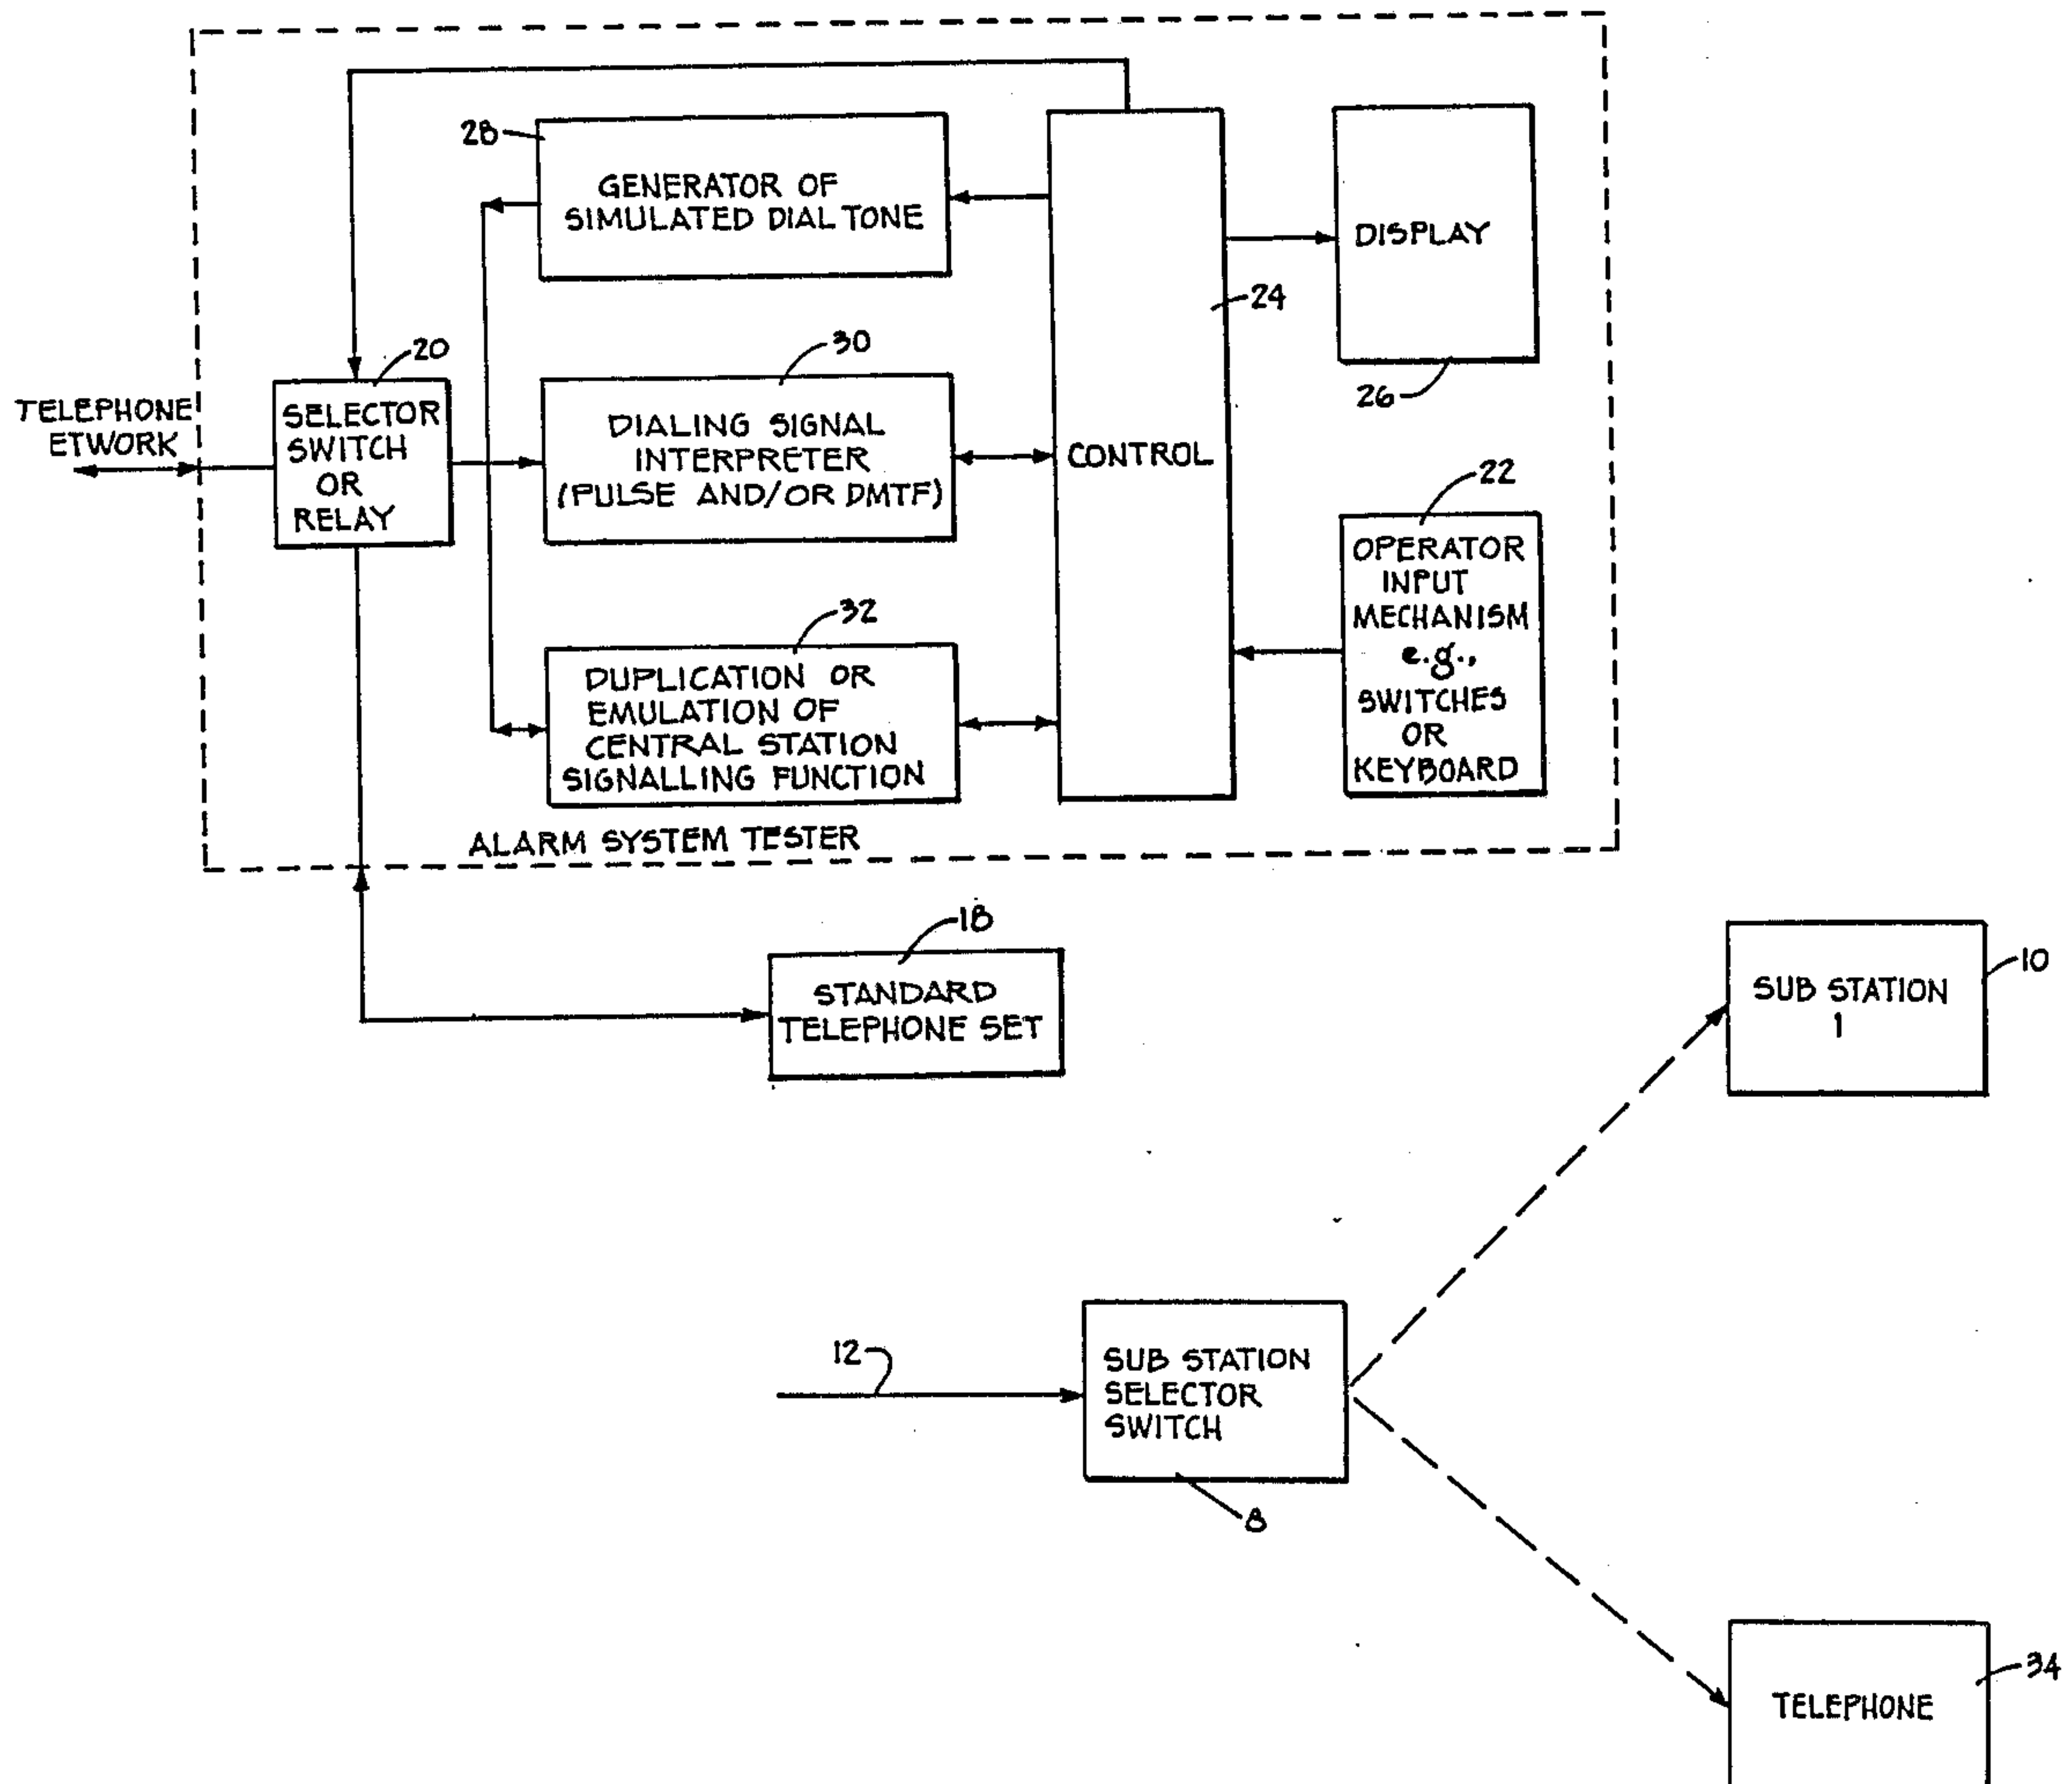 28
GENERATOR OF
SIMULATED DIAL TONE
DISPLAY
24
26
20
30
TELEPHONE
ETWORK
SELECTOR
SWITCH
OR
RELAY
DIALING SIGNAL
INTERPRETER
(PULSE AND/OR DMTF)
CONTROL
22
OPERATOR
INPUT
MECHANISM
e.g.,
SWITCHES
OR
KEYBOARD
32
DUPLICATION OR
EMULATION OF
CENTRAL STATION
SIGNALLING FUNCTION
ALARM SYSTEM TESTER
18
STANDARD
TELEPHONE SET
10
SUB STATION
1
12
SUB STATION
SELECTOR
SWITCH
8
34
TELEPHONE